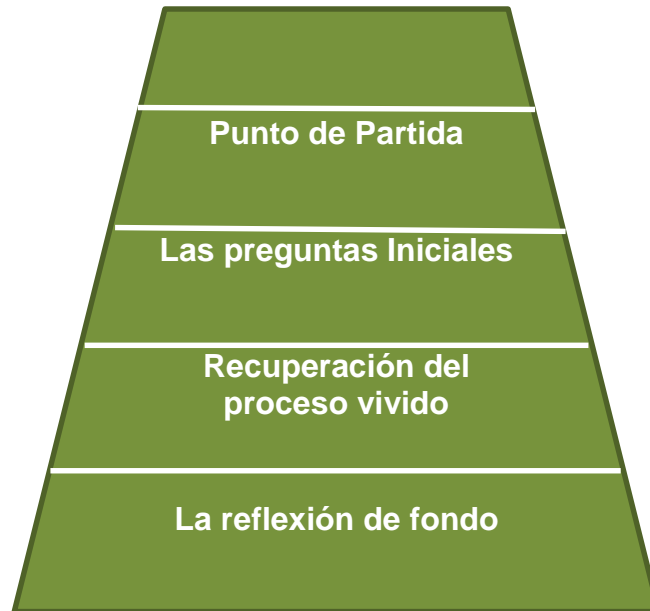 Punto de Partida
Las preguntas Iniciales
Recuperación del
proceso vivido
La reflexión de fondo